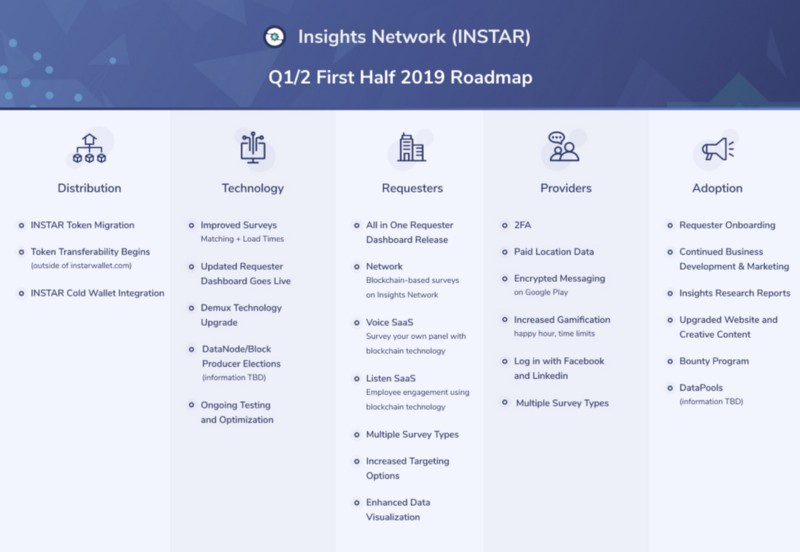 Insights Network (INSTAR)
Q1/2 First Half 2019 Roadmap
Distribution
INSTAR Token Migration
Token Transferability Begins
(outside of instarwallet.com)
INSTAR Cold Wallet Integration
Technology
Improved Surveys
Matching + Load Times
Updated Requester
Dashboard Goes Live
Demux Technology
Upgrade
DataNode/Block
Producer Elections
(information TBD)
Ongoing Testing
and Optimization
Requesters
All in One Requester
Dashboard Release
Network
Blockchain-based surveys
on Insights Network
Voice SaaS
Survey your own panel with
blockchain technology
Listen SaaS
Employee engagement using
blockchain technology
Multiple Survey Types
Increased Targeting
Options
Enhanced Data
Visualization
Providers
2FA
Paid Location Data
Encrypted Messaging
on Google Play
Increased Gamification
happy hour, time limits
Log in with Facebook
and Linkedin
Multiple Survey Types
Adoption
Requester Onboarding
Continued Business
Development & Marketing
Insights Research Reports
Upgraded Website and
Creative Content
Bounty Program
DataPools
(information TBD)